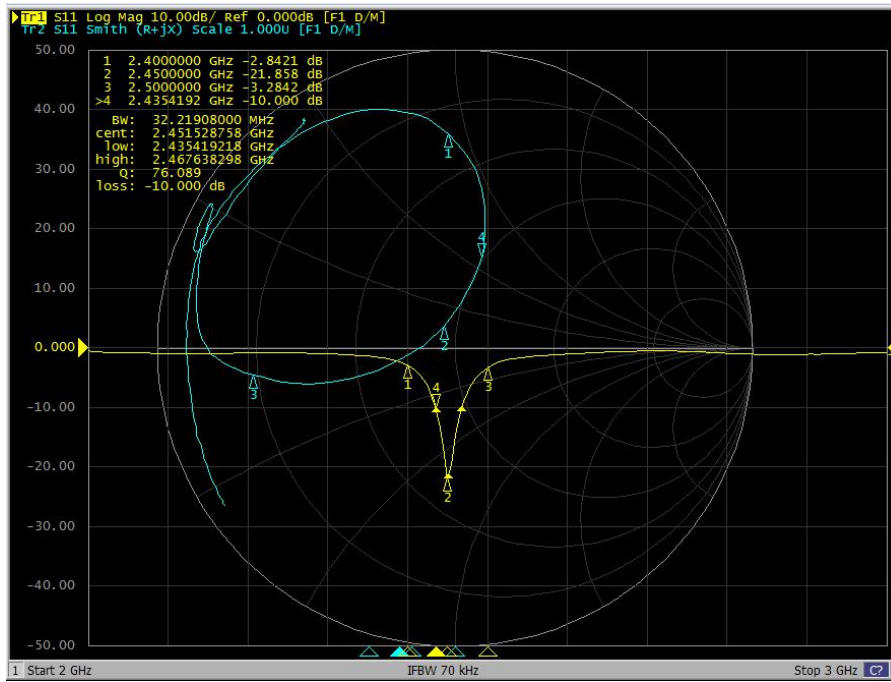 Tr1 S11 Log Mag 10.00dB/ Ref 0.000dB [F1 D/M]
Tr2 S11 Smith (R+jX) Scale 1.000U [F1 D/M]
50.00
1 2.4000000 GHz -2.8421 dB
2 2.4500000 GHz -21.858 dB
3 2.5000000 GHz -3.2842 dB
>4 2.4354192 GHz -10.000 dB
40.00
BW: 32.21908000 MHz
cent: 2.451528758 GHz
low: 2.435419218 GHz
high: 2.467638298 GHz
Q: 76.089
loss: -10.000 dB
1
30.00
20.00
4
10.00
2
0.000
1
4
3
3
-10.00
-20.00
2
-30.00
-40.00
-50.00
1 Start 2 GHz IFBW 70 kHz Stop 3 GHz C?